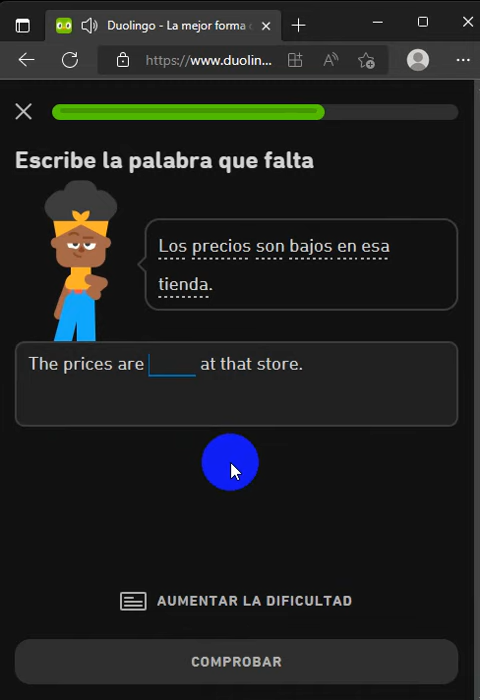 Duolingo - La mejor forma
https://www.duolin...
Escribe la palabra que falta
Los precios son bajos en esa
tienda.
The prices are ____ at that store.
AUMENTAR LA DIFICULTAD
COMPROBAR